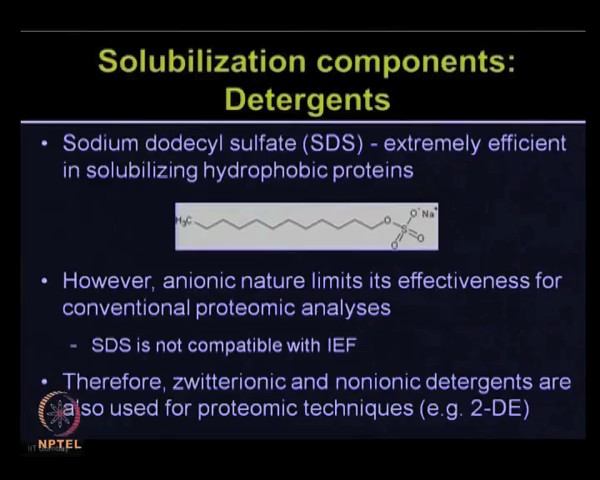 Solubilization components:
Detergents
• Sodium dodecyl sulfate (SDS) - extremely efficient
in solubilizing hydrophobic proteins
H₃C O O⁻ Na⁺ S O O
• However, anionic nature limits its effectiveness for
conventional proteomic analyses
- SDS is not compatible with IEF
• Therefore, zwitterionic and nonionic detergents are
also used for proteomic techniques (e.g. 2-DE)
NPTEL